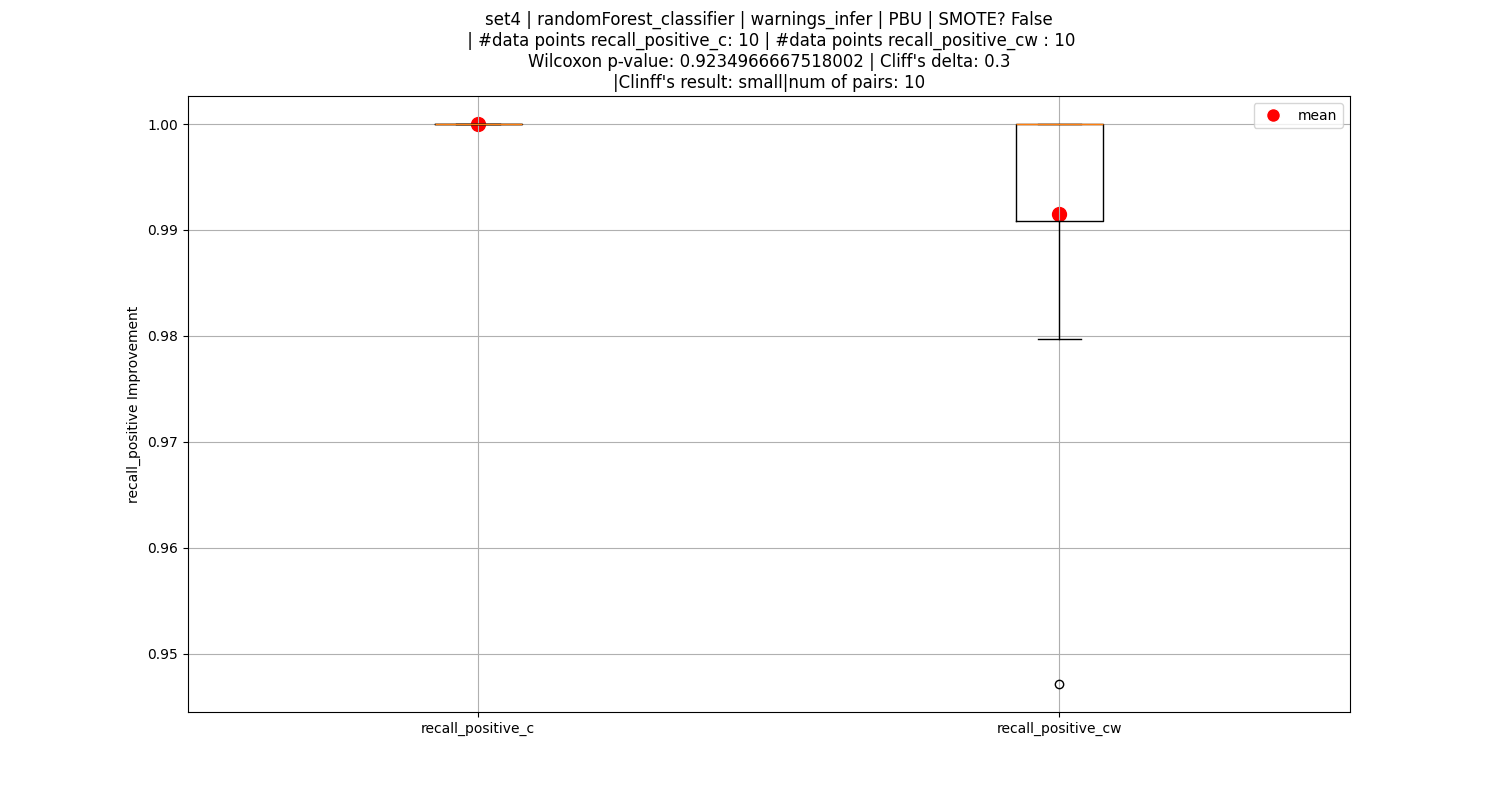 set4 | randomForest_classifier | warnings_infer | PBU | SMOTE? False
| #data points recall_positive_c: 10 | #data points recall_positive_cw : 10
Wilcoxon p-value: 0.9234966667518002 | Cliff's delta: 0.3
|Clinff's result: small|num of pairs: 10
mean
1.00
0.99
0.98
0.97
0.96
0.95
recall_positive Improvement
recall_positive_c
recall_positive_cw